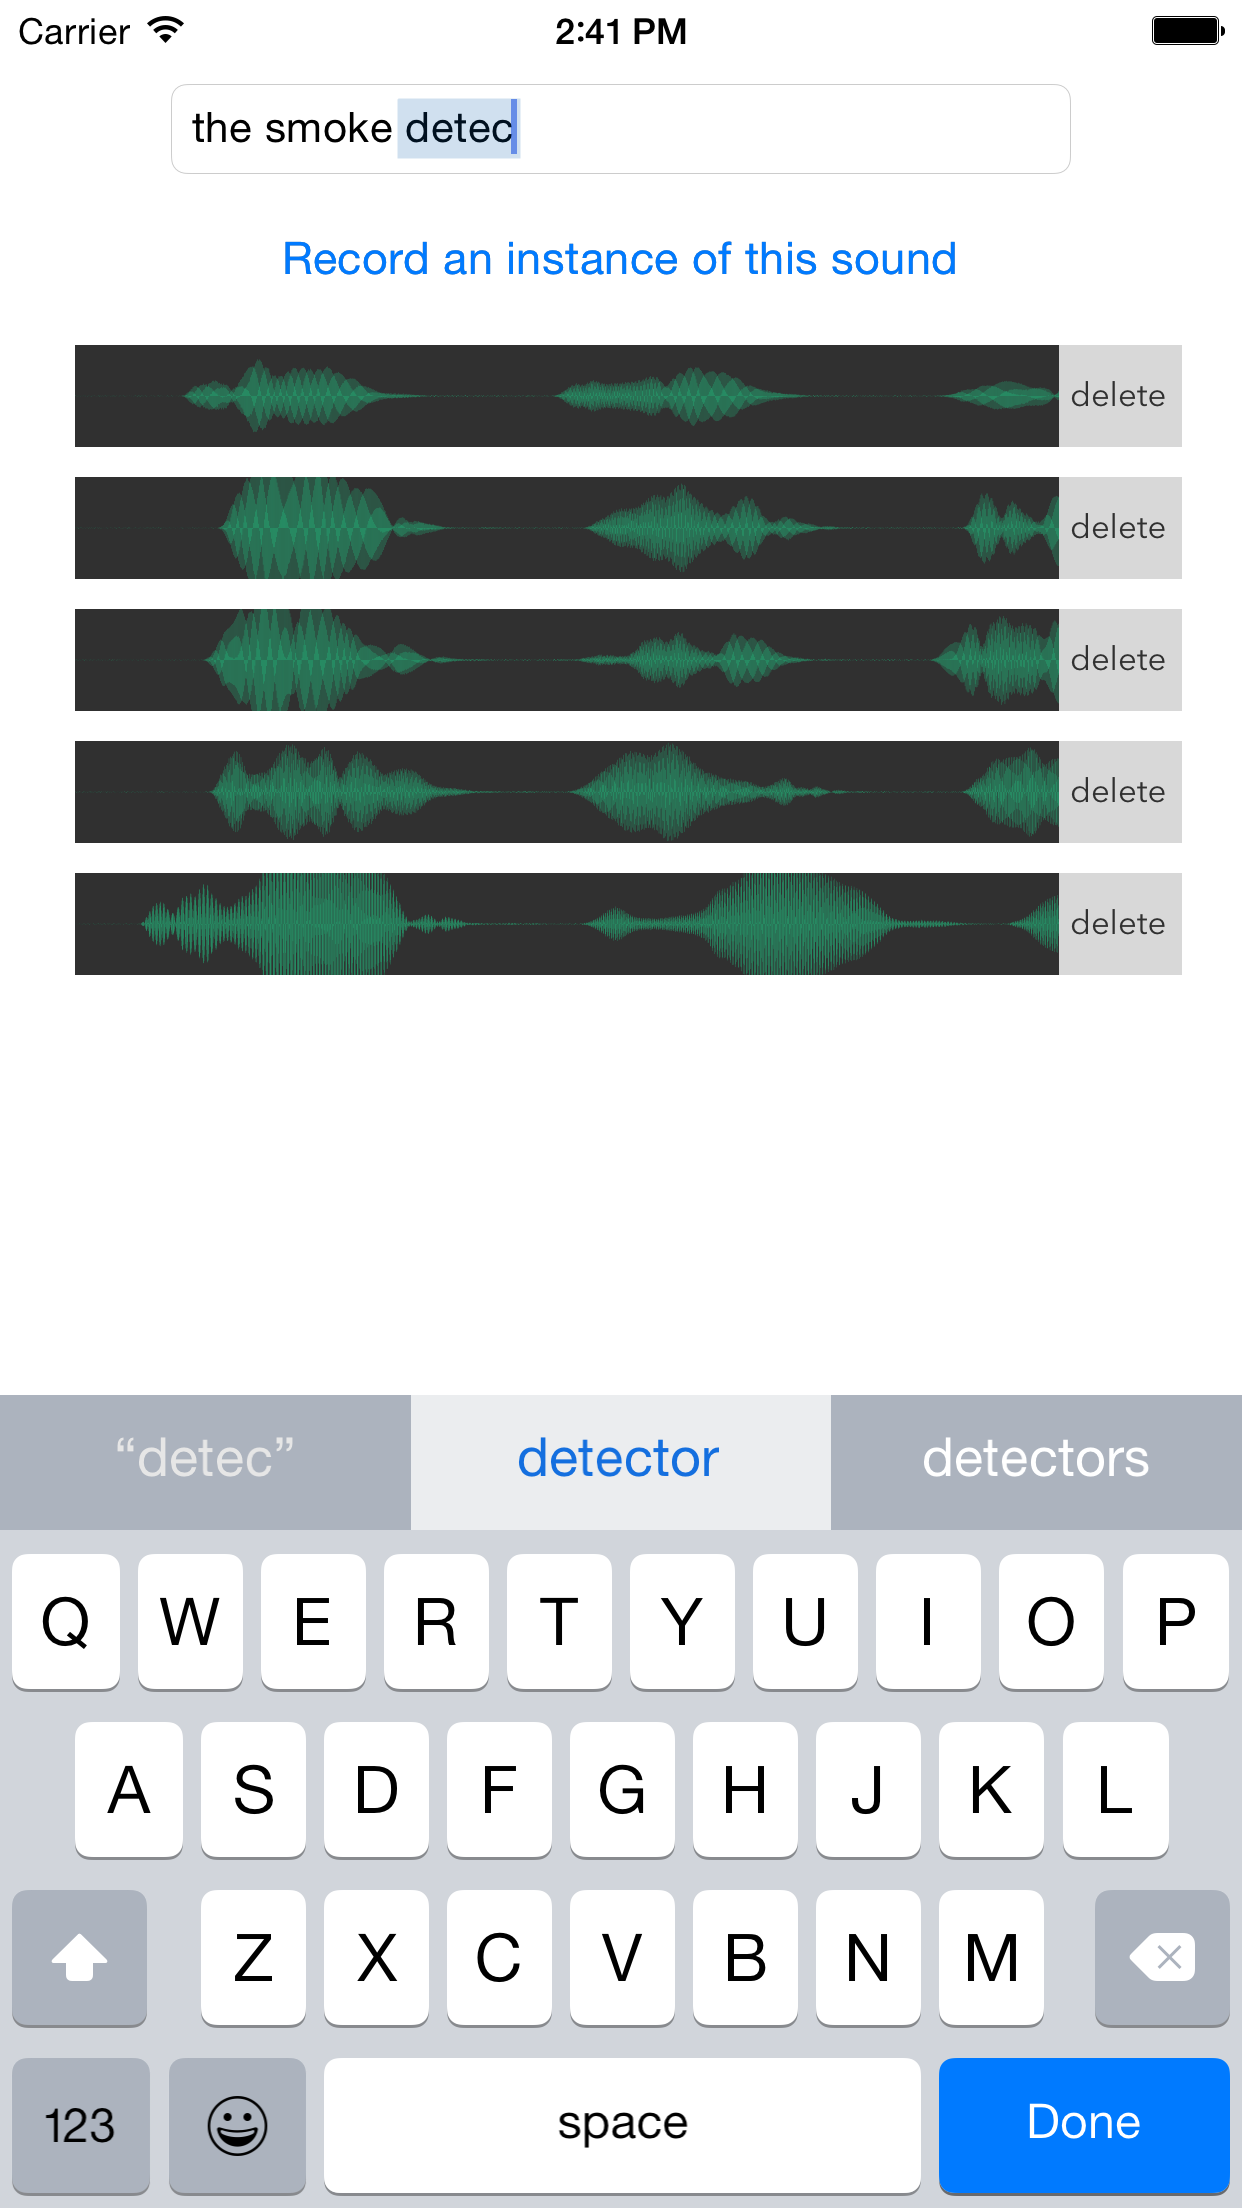 Carrier 2:41 PM
the smoke detec
Record an instance of this sound
delete
delete
delete
delete
delete
“detec” detector detectors
Q W E R T Y U I O P
A S D F G H J K L
Z X C V B N M
123 space Done